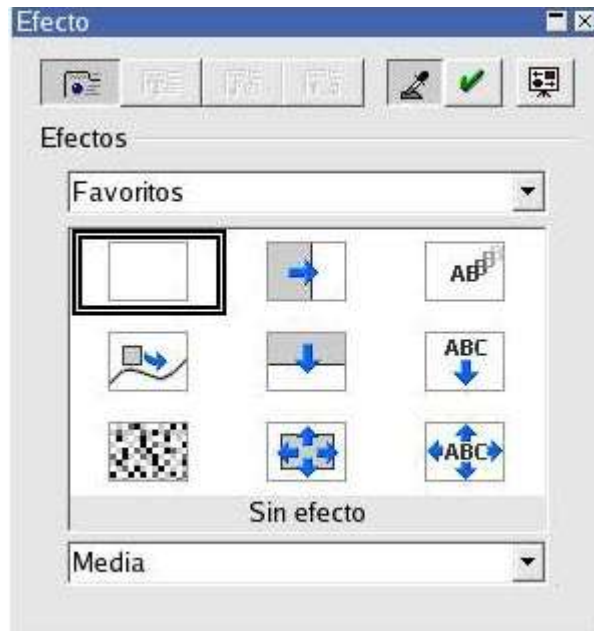 Efecto
Efectos
Favoritos
AB
ABC
ABC
Sin efecto
Media